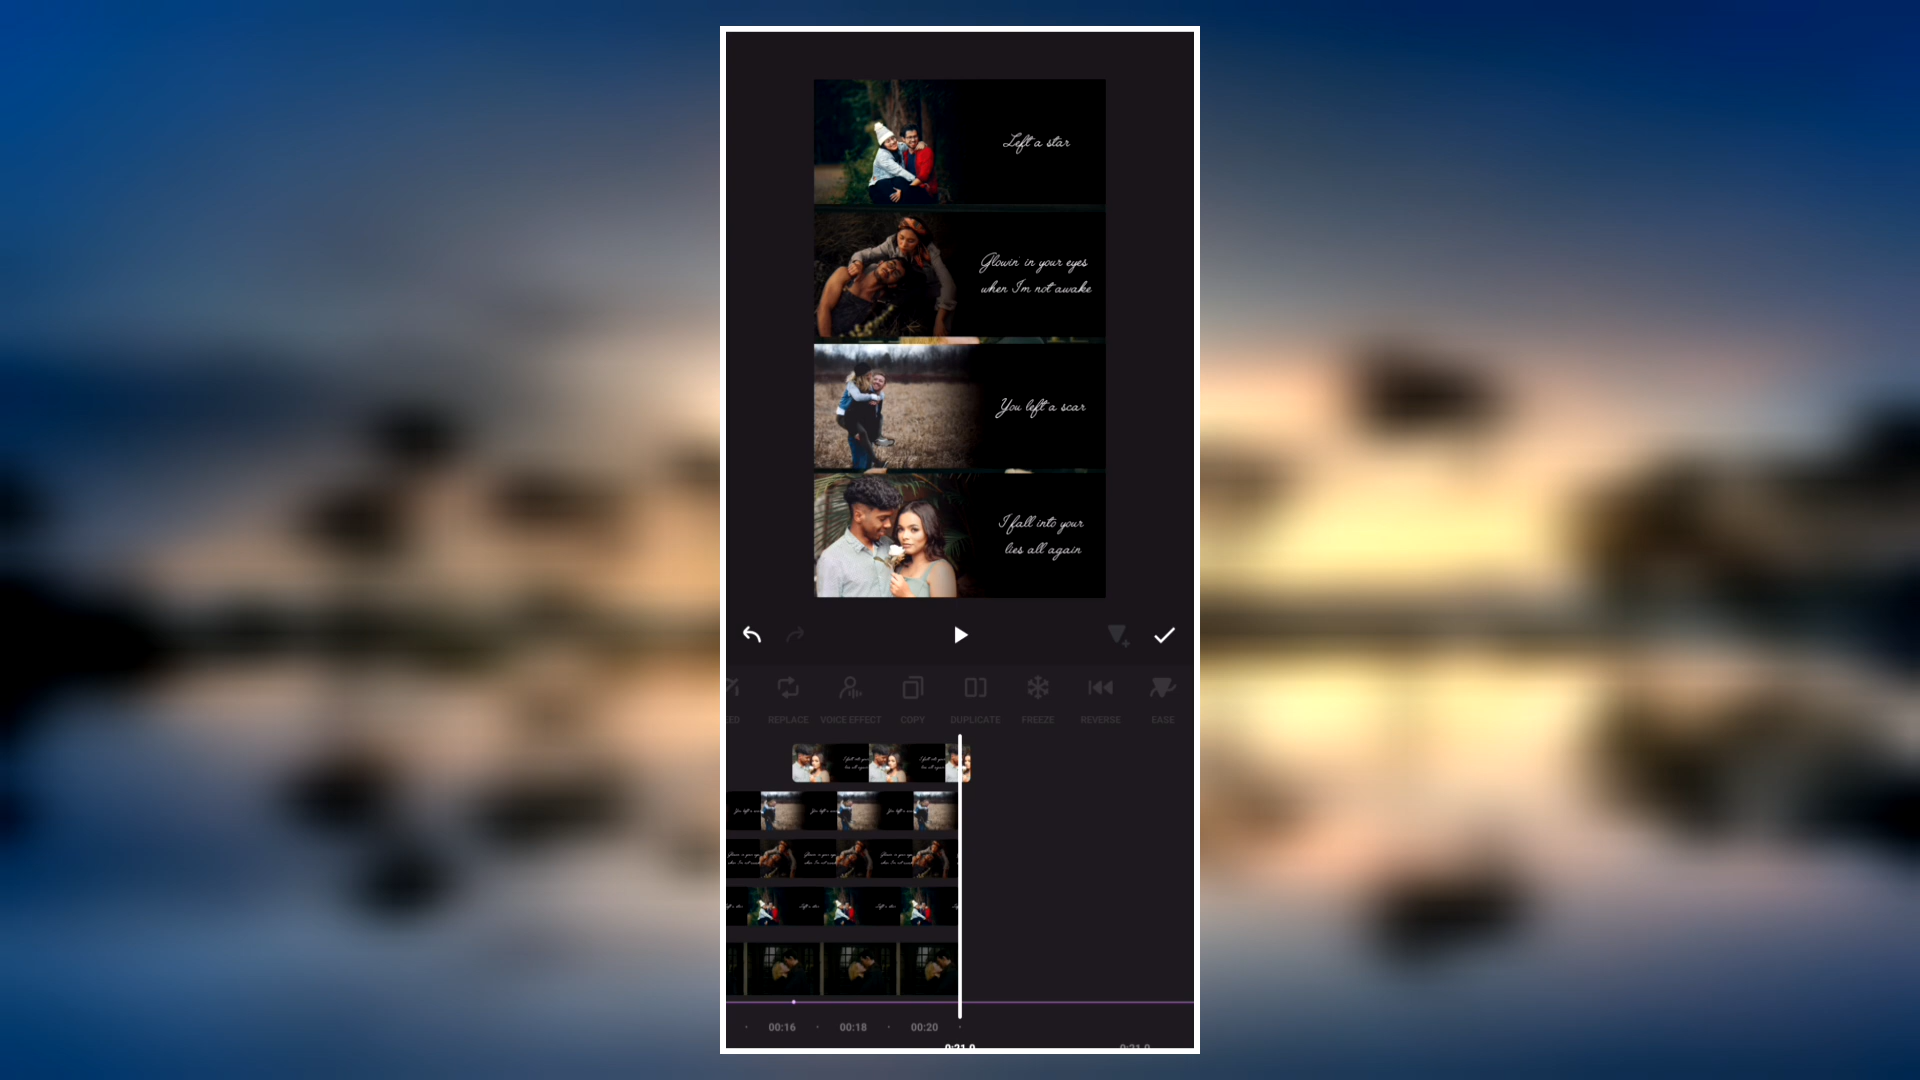 Left a star
Glowin' in your eyes
when I'm not awake
You left a scar
I fall into your
lies all again
REPLACE
VOICE EFFECT
COPY
DUPLICATE
FREEZE
REVERSE
EASE
00:16
00:18
00:20